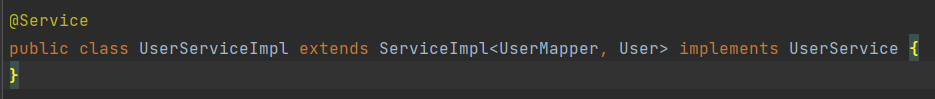 @Service
public class UserServiceImpl extends ServiceImpl<UserMapper, User> implements UserService {
}